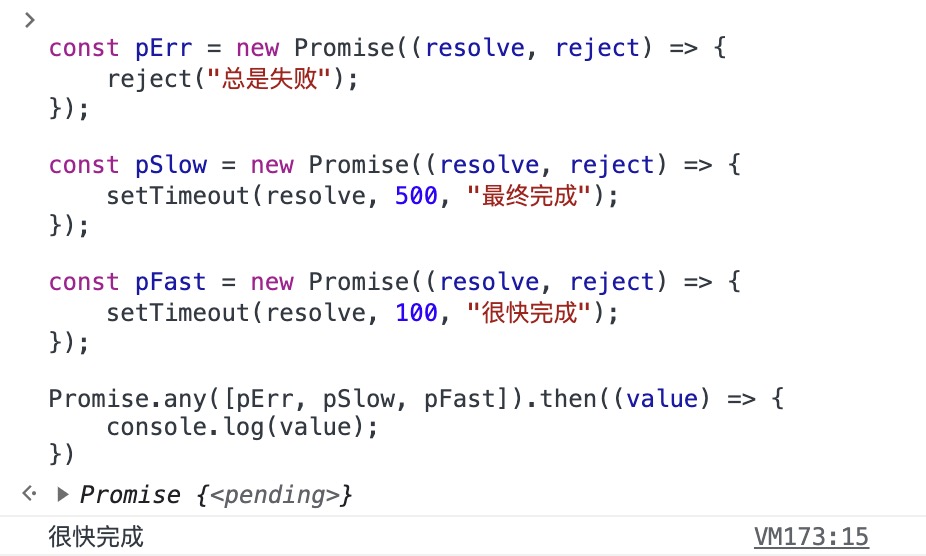 const pErr = new Promise((resolve, reject) => {
    reject("总是失败");
});
const pSlow = new Promise((resolve, reject) => {
    setTimeout(resolve, 500, "最终完成");
});
const pFast = new Promise((resolve, reject) => {
    setTimeout(resolve, 100, "很快完成");
});
Promise.any([pErr, pSlow, pFast]).then((value) => {
    console.log(value);
})
Promise {<pending>}
很快完成 VM173:15